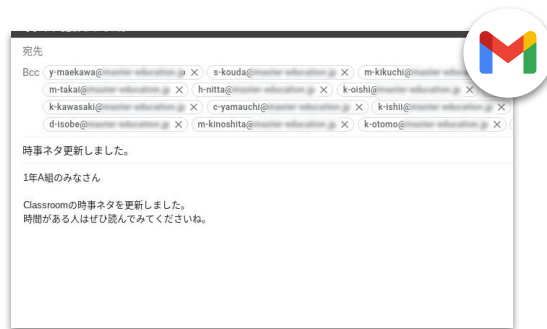 宛先
Bcc y-maekawa@ s-kouda@ m-kikuchi@
m-takai@ h-nitta@ k-oishi@
k-kawasaki@ c-yamauchi@ k-ishii@
d-isobe@ m-kinoshita@ k-otomo@
時事ネタ更新しました。
1年A組のみなさん
Classroomの時事ネタを更新しました。
時間がある人はぜひ読んでみてくださいね。